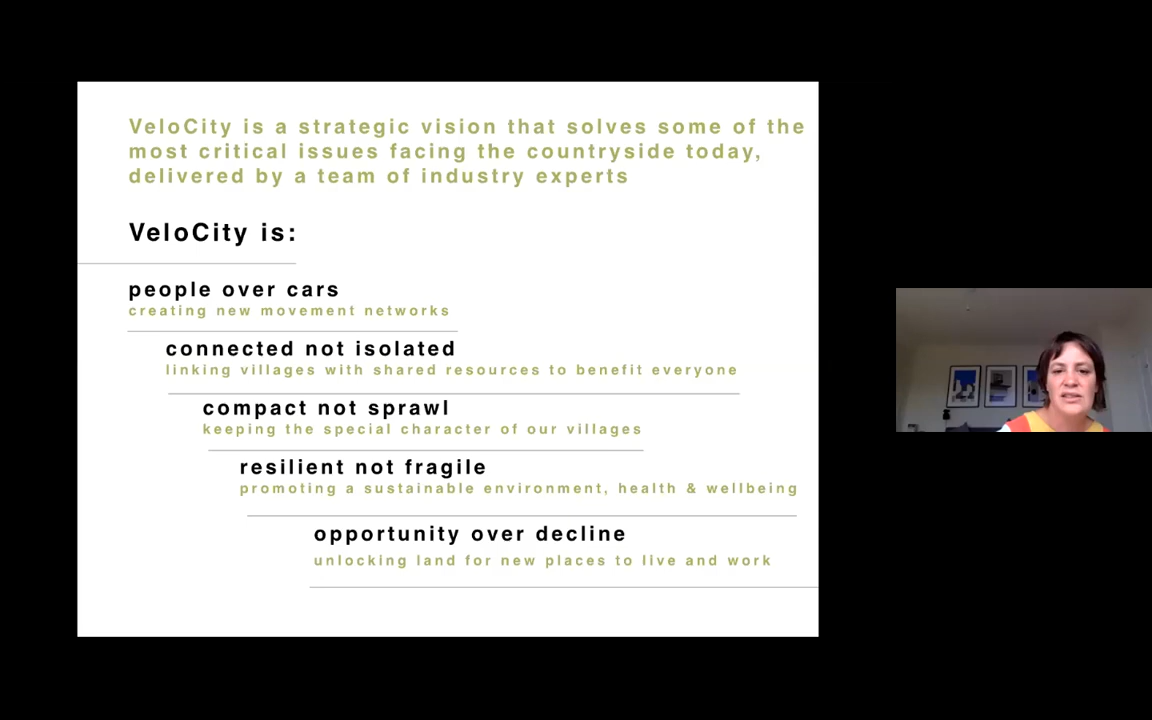 VeloCity is a strategic vision that solves some of the
most critical issues facing the countryside today,
delivered by a team of industry experts
VeloCity is:
people over cars
creating new movement networks
connected not isolated
linking villages with shared resources to benefit everyone
compact not sprawl
keeping the special character of our villages
resilient not fragile
promoting a sustainable environment, health & wellbeing
opportunity over decline
unlocking land for new places to live and work